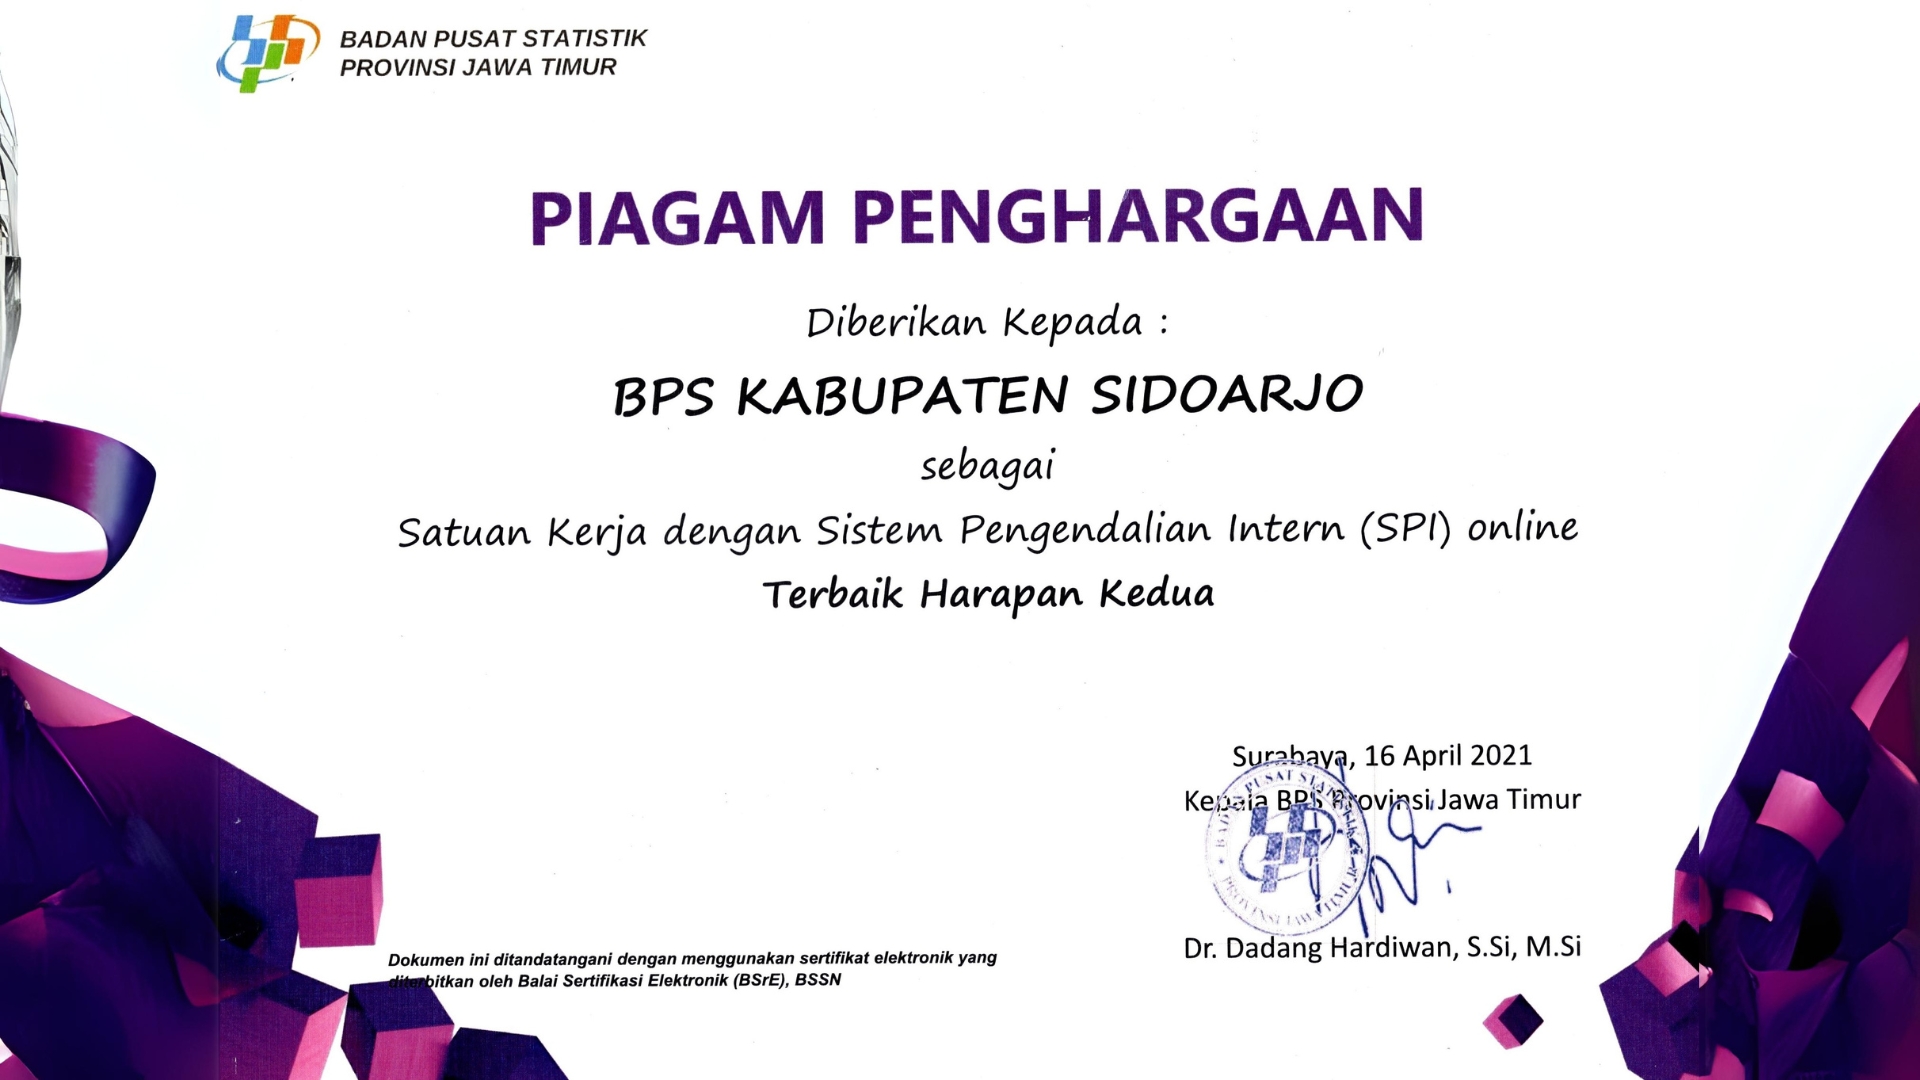 BADAN PUSAT STATISTIK
PROVINSI JAWA TIMUR
PIAGAM PENGHARGAAN
Diberikan Kepada :
BPS KABUPATEN SIDOARJO
sebagai
Satuan Kerja dengan Sistem Pengendalian Intern (SPI) online
Terbaik Harapan Kedua
Surabaya, 16 April 2021
Kepala BPS Provinsi Jawa Timur
BADAN PUSAT STATISTIK
PROVINSI JAWA TIMUR
Dr. Dadang Hardiwan, S.Si, M.Si
Dokumen ini ditandatangani dengan menggunakan sertifikat elektronik yang
diterbitkan oleh Balai Sertifikasi Elektronik (BSrE), BSSN